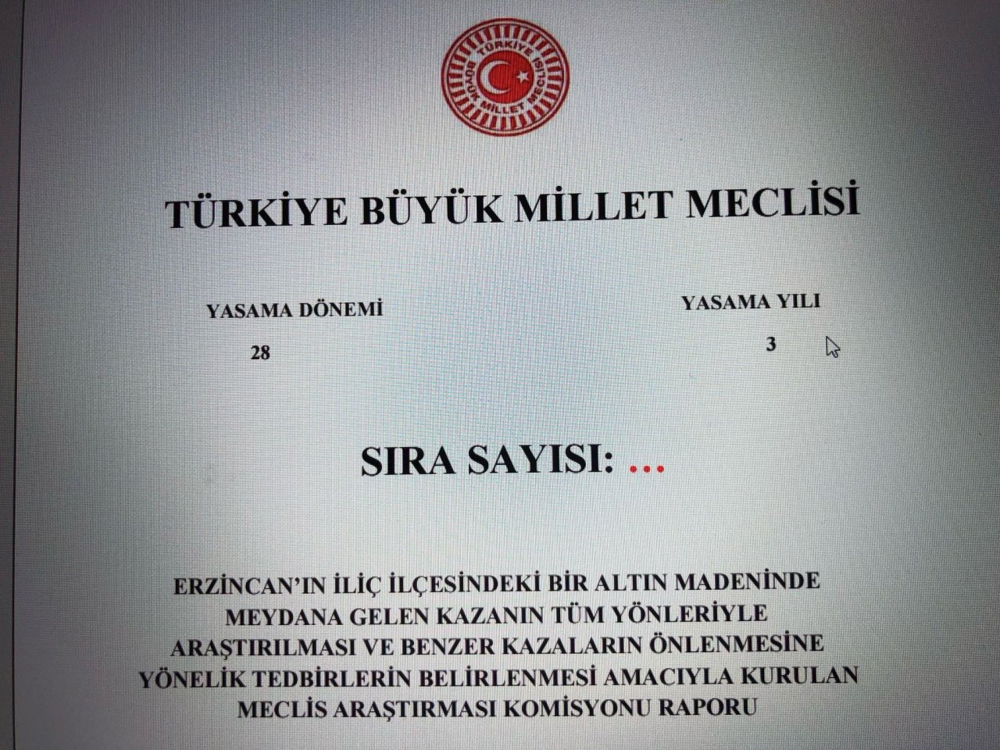 TÜRKİYE
BÜYÜK MİLLET MECLİSİ
TÜRKİYE BÜYÜK MİLLET MECLİSİ
YASAMA DÖNEMİ YASAMA YILI
28 3
SIRA SAYISI: ...
ERZİNCAN’IN İLİÇ İLÇESİNDEKİ BİR ALTIN MADENİNDE
MEYDANA GELEN KAZANIN TÜM YÖNLERİYLE
ARAŞTIRILMASI VE BENZER KAZALARIN ÖNLENMESİNE
YÖNELİK TEDBİRLERİN BELİRLENMESİ AMACIYLA KURULAN
MECLİS ARAŞTIRMASI KOMİSYONU RAPORU